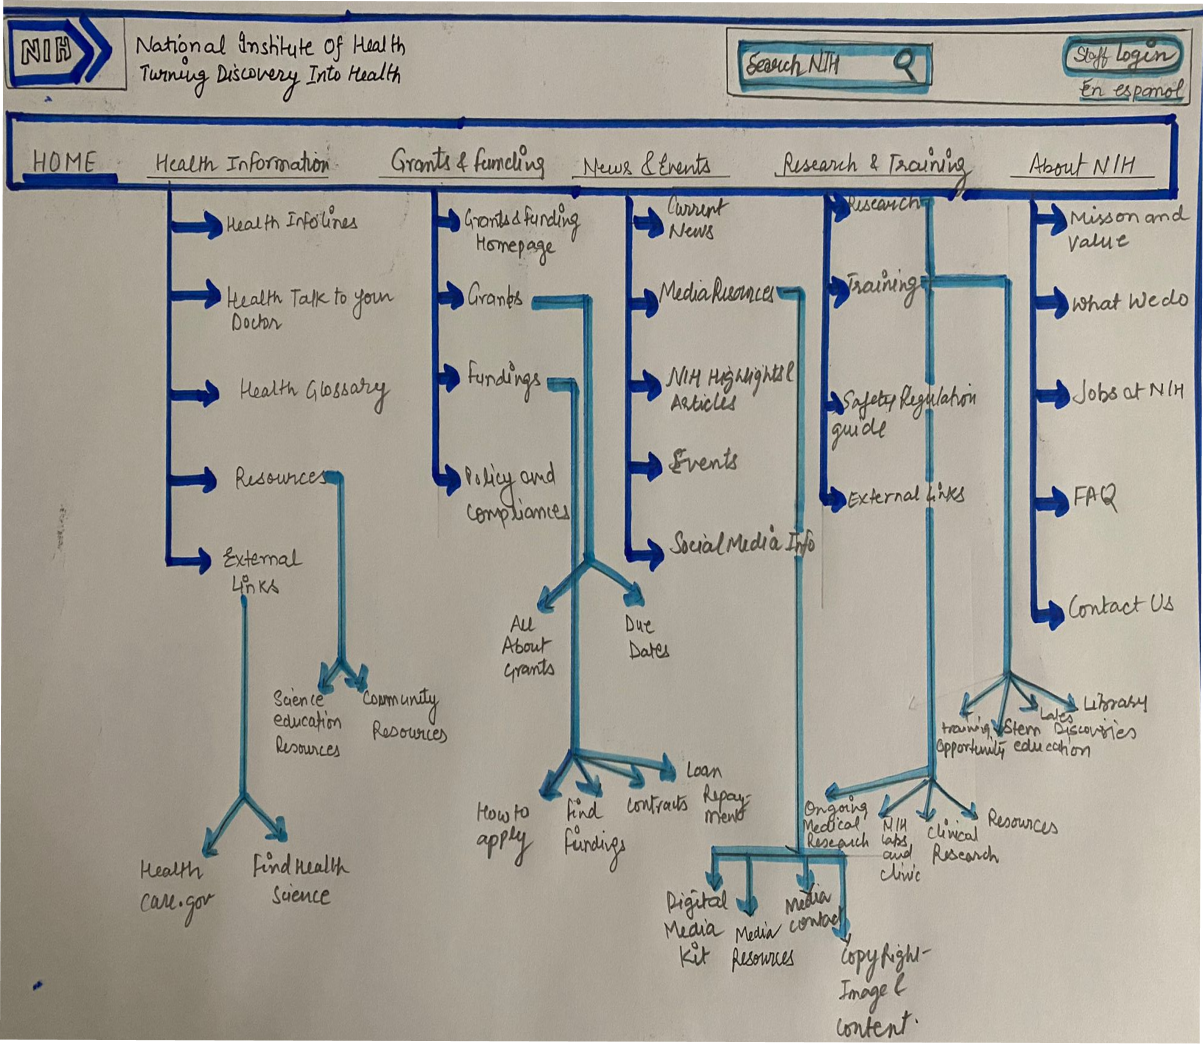 NIH
National Institute Of Health
Turning Discovery Into Health
Search NIH
Staff Login
En espanol
HOME
Health Information
Grants & Fumding
News & Events
Research & Training
About NIH
Health Infolines
Health Talk to your
Doctor
Health Glossary
Resources
External
Links
Science
education
Resources
Community
Resources
Health
Care.gov
Find Health
Science
Grants & funding
Homepage
Grants
Fundings
Policy and
Compliances
All
About
Grants
Due
Dates
How to
apply
Find
Fundings
Contracts
Loan
Repay-
ment
Current
News
Media Resources
NIH Highlights &
Articles
Events
Social Media Info
Digital
Media
Kit
Media
Resources
Media
Contact
Copy Right-
Image &
Content.
Research
Training
Safety Regulation
guide
External Links
Ongoing
Medical
Research
NIH
Labs
and
Clinic
Clinical
Research
Resources
Training
Opportunity
Stem
education
Discoveries
Library
Misson and
Value
What We do
Jobs at NIH
FAQ
Contact Us